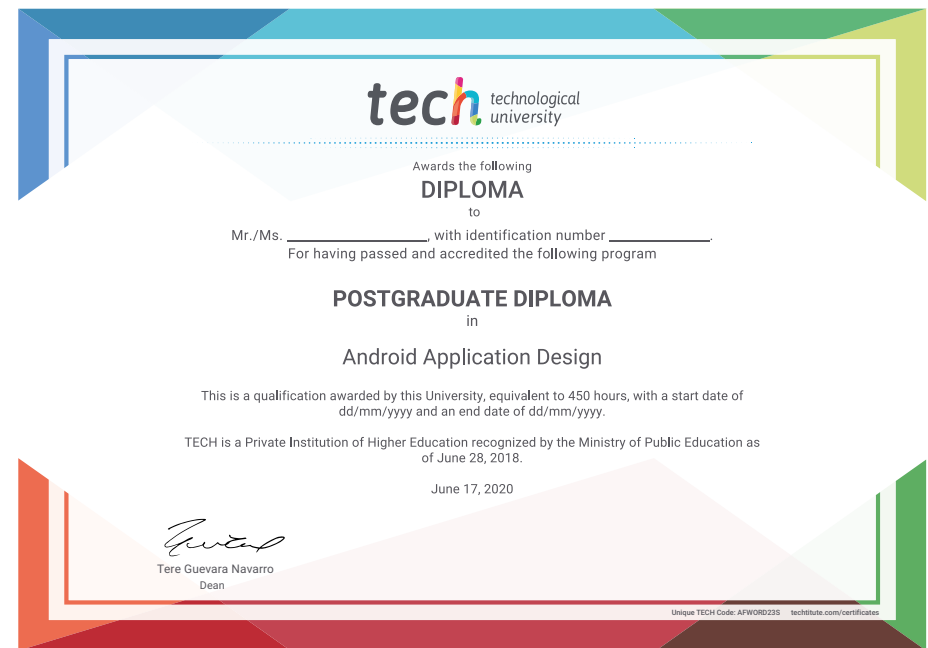 tech technological
university
Awards the following
DIPLOMA
to
Mr./Ms. ____________________, with identification number ______________.
For having passed and accredited the following program
POSTGRADUATE DIPLOMA
in
Android Application Design
This is a qualification awarded by this University, equivalent to 450 hours, with a start date of
dd/mm/yyyy and an end date of dd/mm/yyyy.
TECH is a Private Institution of Higher Education recognized by the Ministry of Public Education as
of June 28, 2018.
June 17, 2020
Tere Guevara Navarro
Dean
Unique TECH Code: AFWORD23S techtitute.com/certificates